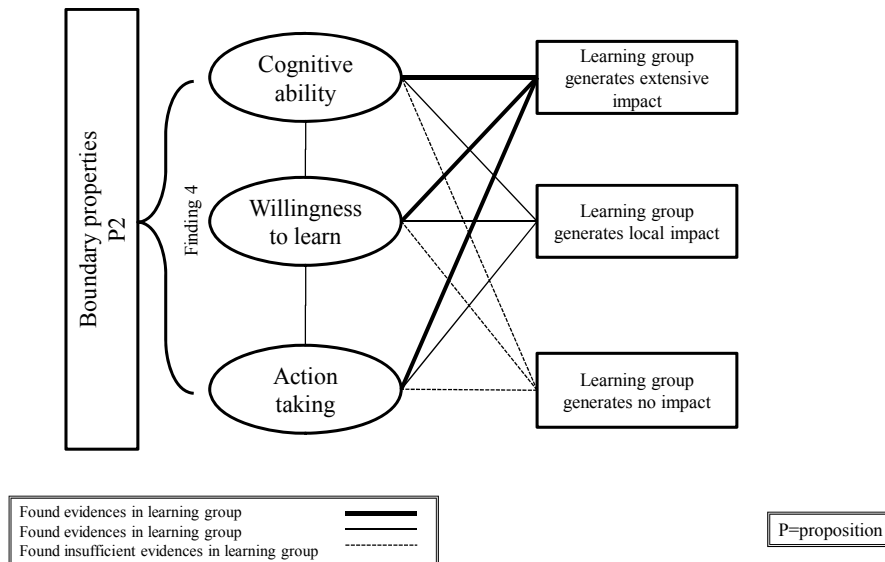 Boundary properties
P2
Finding 4
Cognitive
ability
Willingness
to learn
Action
taking
Learning group
generates extensive
impact
Learning group
generates local impact
Learning group
generates no impact
Found evidences in learning group
Found evidences in learning group
Found insufficient evidences in learning group
P=proposition